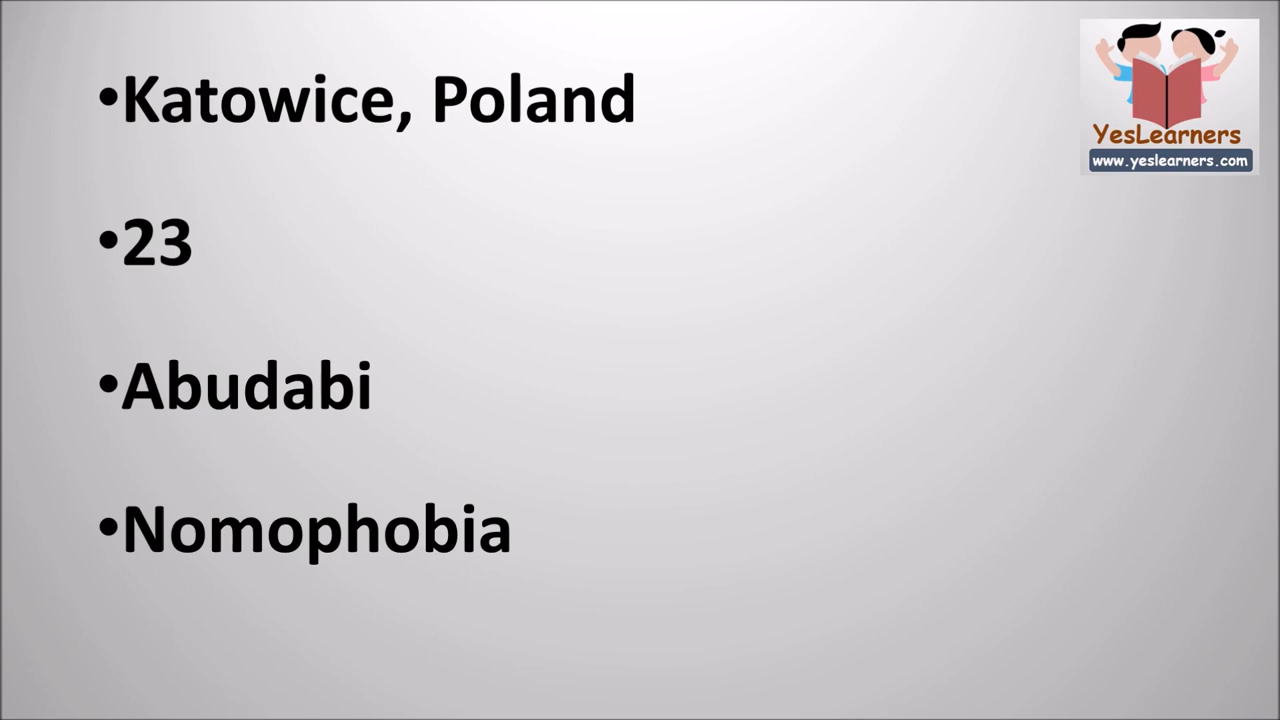 •Katowice, Poland
•23
•Abudabi
•Nomophobia
YesLearners
www.yeslearners.com